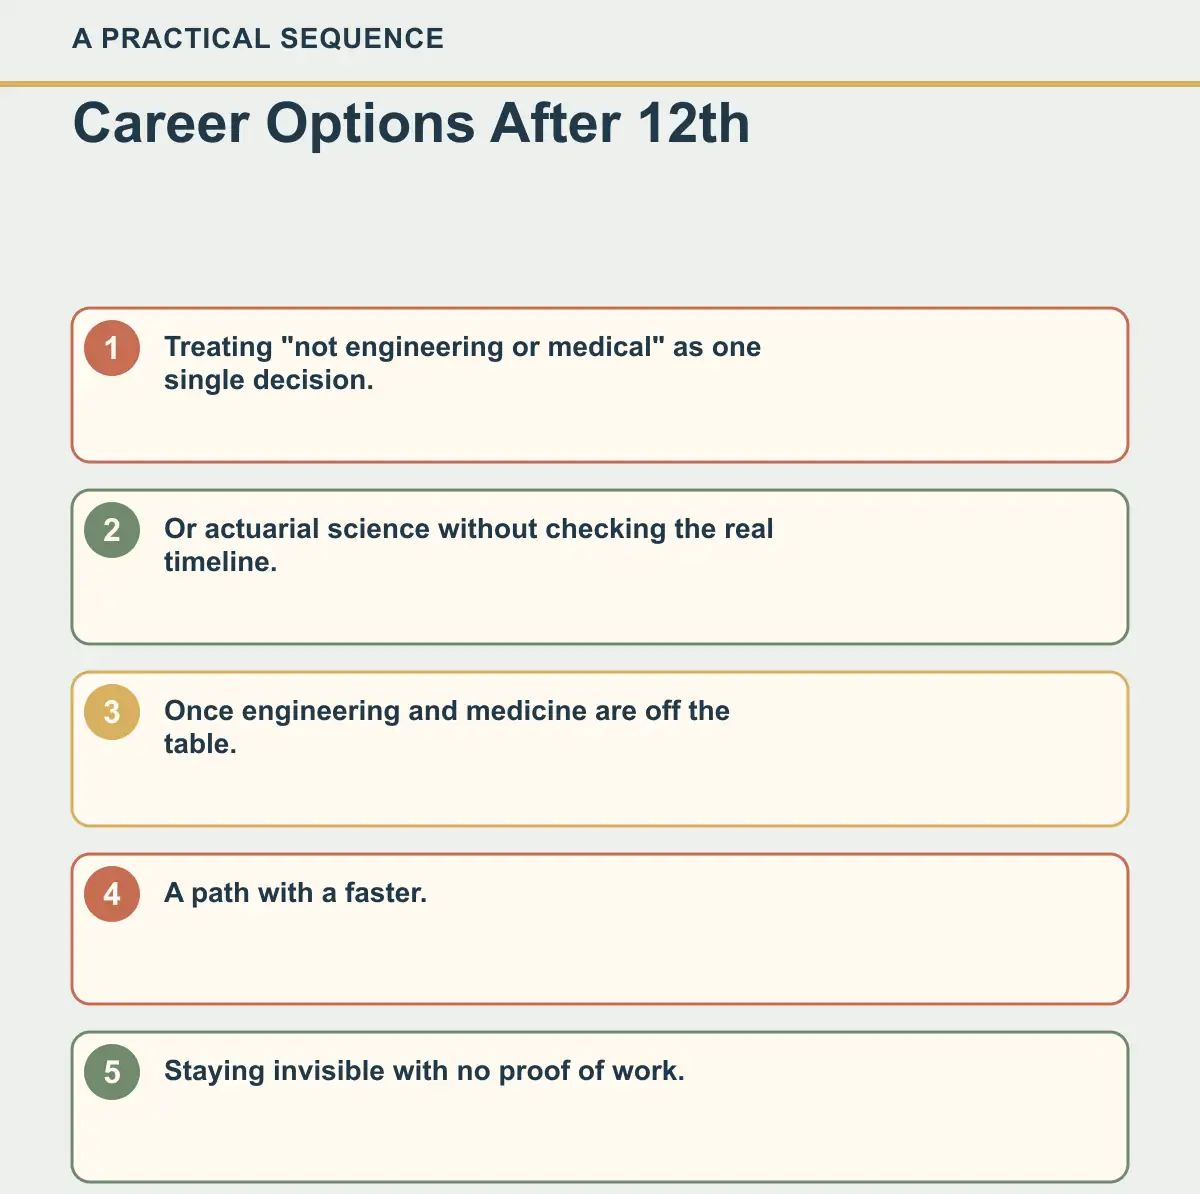 A PRACTICAL SEQUENCE
Career Options After 12th
1
Treating "not engineering or medical" as one
single decision.
2
Or actuarial science without checking the real
timeline.
3
Once engineering and medicine are off the
table.
4
A path with a faster.
5
Staying invisible with no proof of work.